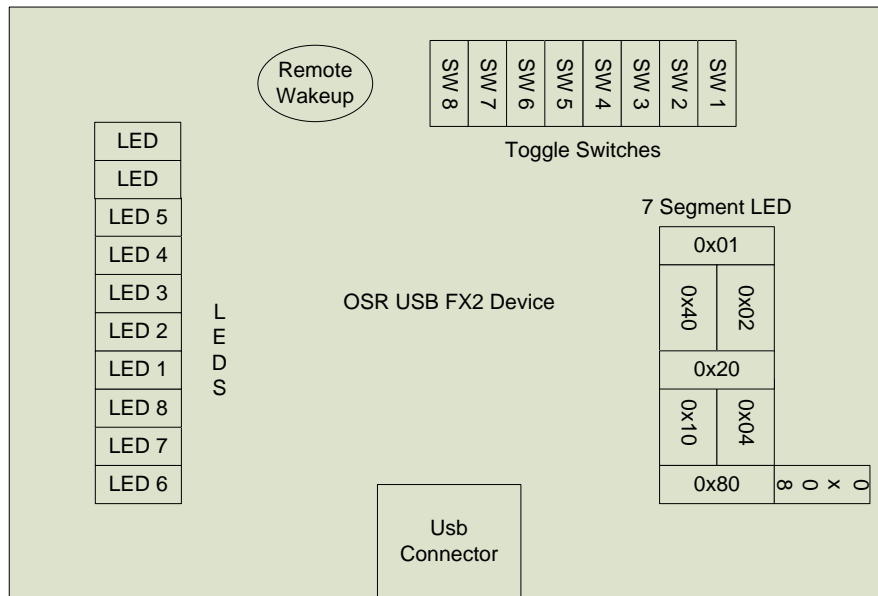 Remote
Wakeup
SW 8
SW 7
SW 6
SW 5
SW 4
SW 3
SW 2
SW 1
Toggle Switches
LED
LED
LED 5
LED 4
LED 3
LED 2
LED 1
LED 8
LED 7
LED 6
LEDS
OSR USB FX2 Device
7 Segment LED
0x01
0x40
0x02
0x20
0x10
0x04
0x80
0x08
Usb
Connector